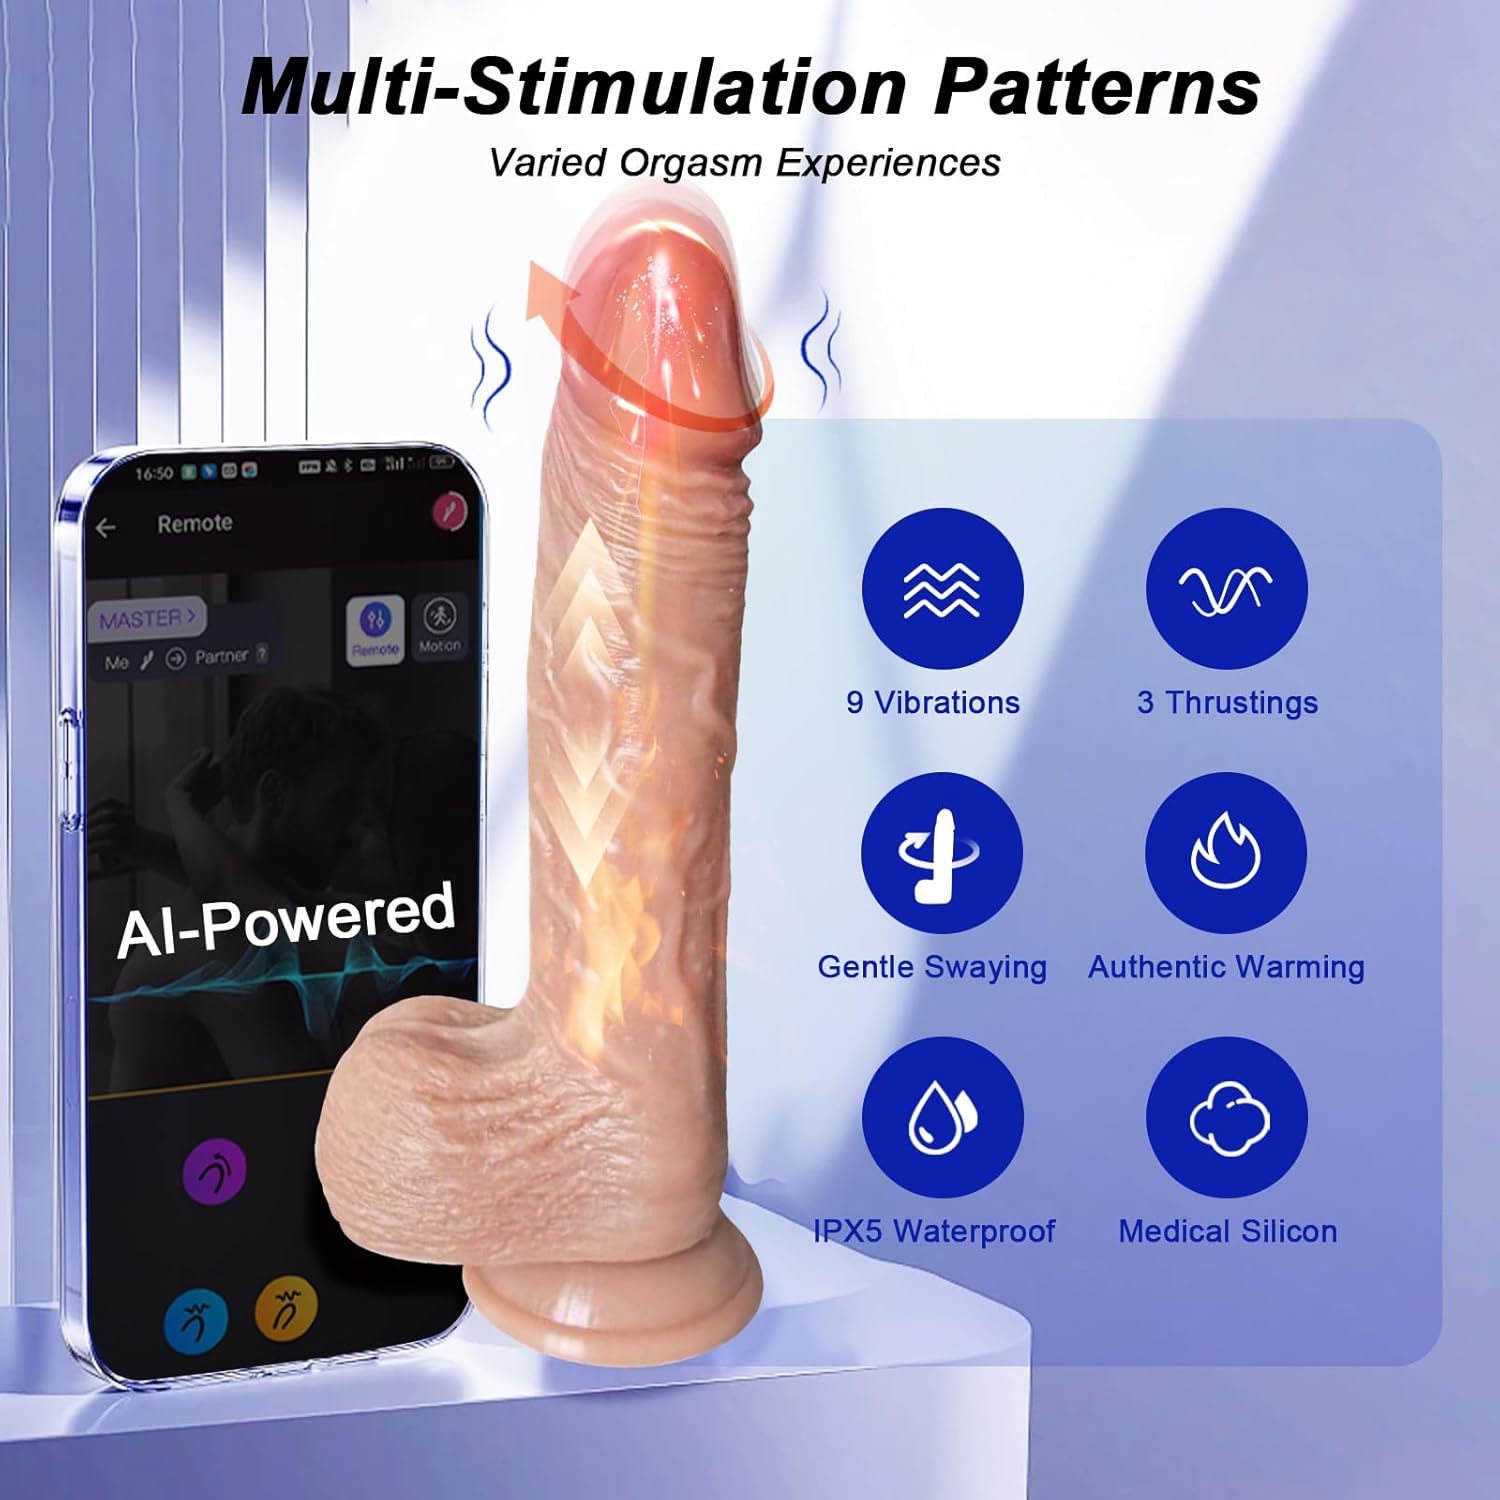 Multi-Stimulation Patterns
Varied Orgasm Experiences
16:50
Remote
MASTER >
Me
Partner ?
Remote
Motion
AI-Powered
9 Vibrations
3 Thrustings
Gentle Swaying
Authentic Warming
IPX5 Waterproof
Medical Silicon